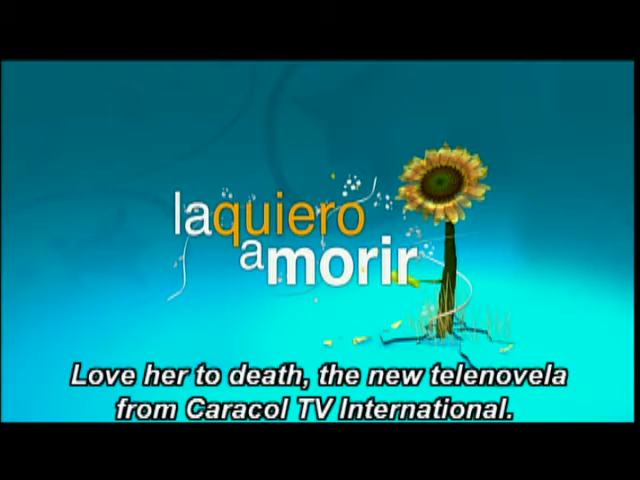 laquiero
amorir
Love her to death, the new telenovela
from Caracol TV International.